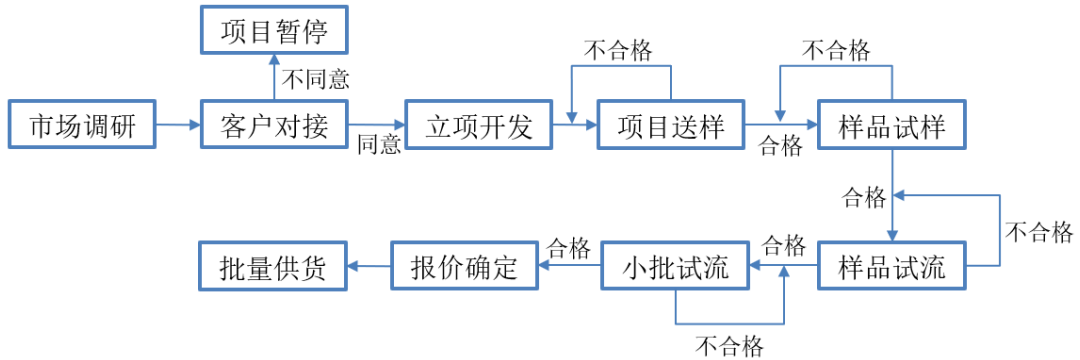 项目暂停
不合格
不合格
不同意
市场调研
客户对接
同意
立项开发
项目送样
合格
样品试样
合格
不合格
批量供货
合格
报价确定
小批试流
合格
样品试流
不合格